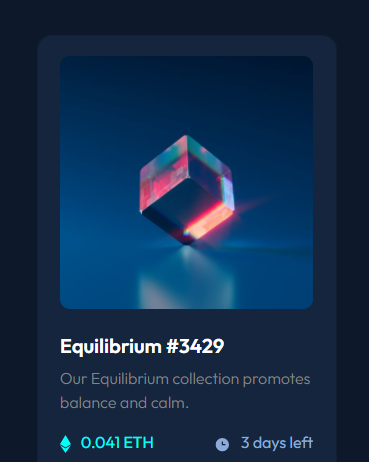 Equilibrium #3429
Our Equilibrium collection promotes
balance and calm.
0.041 ETH
3 days left